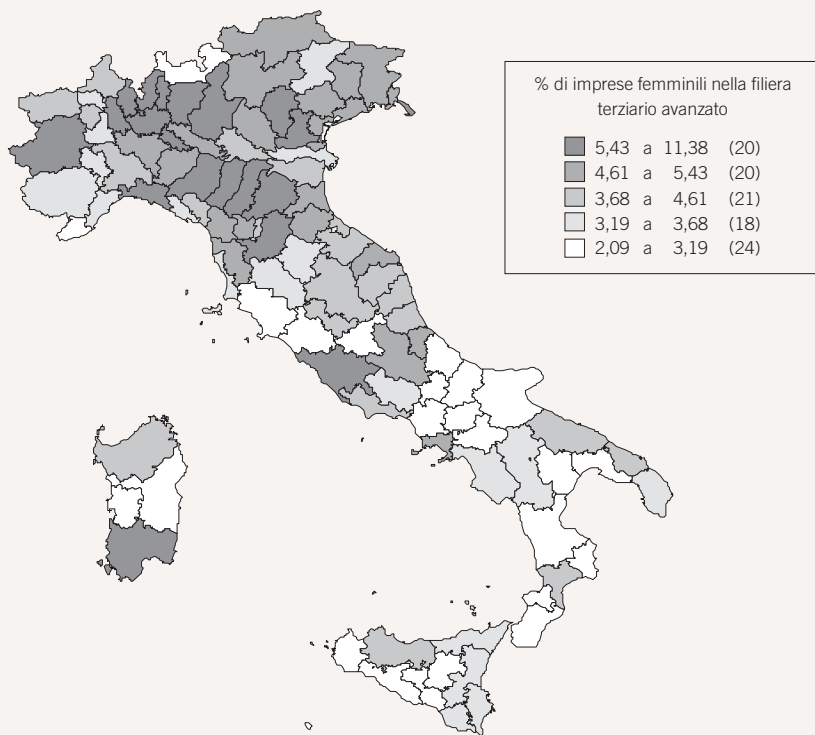 % di imprese femminili nella filiera
terziario avanzato
5,43 a 11,38 (20)
4,61 a 5,43 (20)
3,68 a 4,61 (21)
3,19 a 3,68 (18)
2,09 a 3,19 (24)